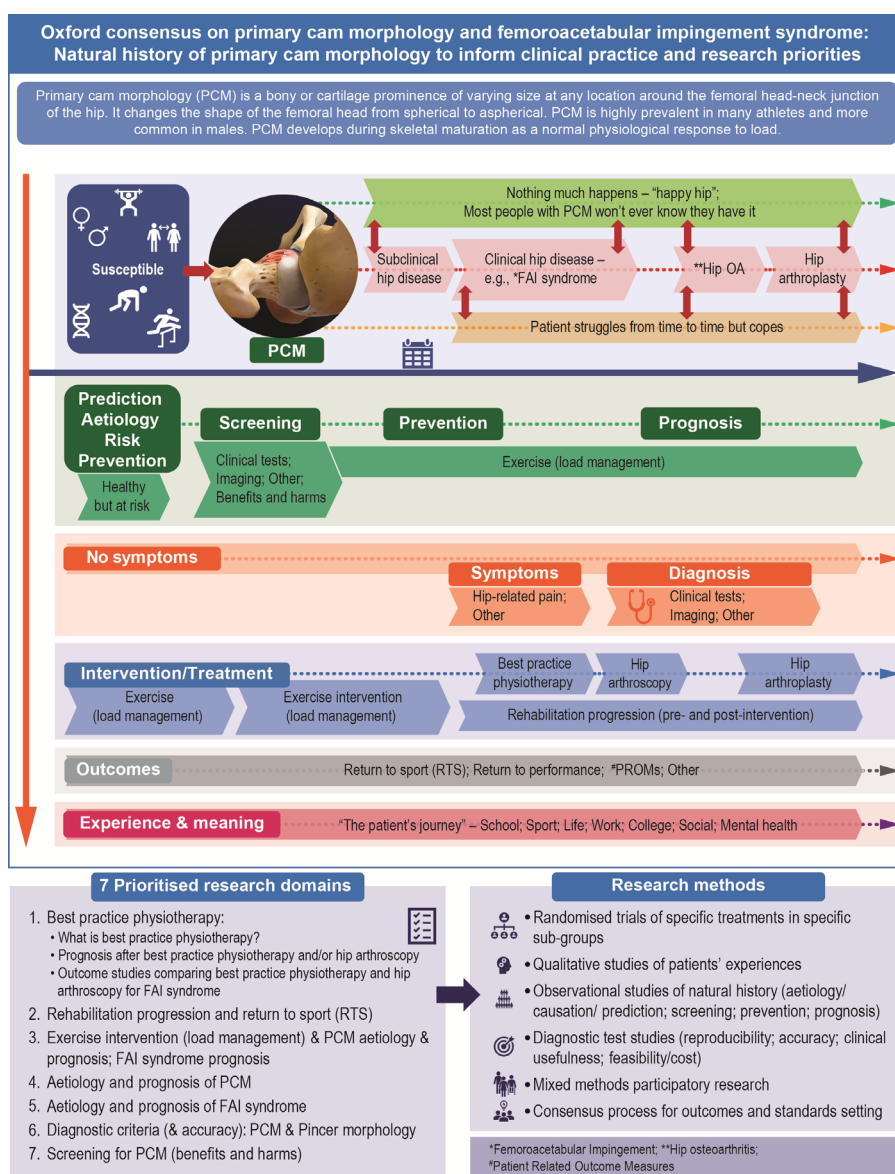 Oxford consensus on primary cam morphology and femoroacetabular impingement syndrome:
Natural history of primary cam morphology to inform clinical practice and research priorities
Primary cam morphology (PCM) is a bony or cartilage prominence of varying size at any location around the femoral head-neck junction
of the hip. It changes the shape of the femoral head from spherical to aspherical. PCM is highly prevalent in many athletes and more
common in males. PCM develops during skeletal maturation as a normal physiological response to load.
Susceptible
PCM
Nothing much happens – “happy hip”;
Most people with PCM won’t ever know they have it
Subclinical
hip disease
Clinical hip disease –
e.g., *FAI syndrome
**Hip OA
Hip
arthroplasty
Patient struggles from time to time but copes
Prediction
Aetiology
Risk
Prevention
Healthy
but at risk
Screening
Clinical tests;
Imaging; Other;
Benefits and harms
Prevention
Prognosis
Exercise (load management)
No symptoms
Symptoms
Hip-related pain;
Other
Diagnosis
Clinical tests;
Imaging; Other
Intervention/Treatment
Exercise
(load management)
Exercise intervention
(load management)
Best practice
physiotherapy
Hip
arthroscopy
Hip
arthroplasty
Rehabilitation progression (pre- and post-intervention)
Outcomes
Return to sport (RTS); Return to performance; #PROMs; Other
Experience & meaning
“The patient’s journey” – School; Sport; Life; Work; College; Social; Mental health
7 Prioritised research domains
1. Best practice physiotherapy:
• What is best practice physiotherapy?
• Prognosis after best practice physiotherapy and/or hip arthroscopy
• Outcome studies comparing best practice physiotherapy and hip
arthroscopy for FAI syndrome
2. Rehabilitation progression and return to sport (RTS)
3. Exercise intervention (load management) & PCM aetiology &
prognosis; FAI syndrome prognosis
4. Aetiology and prognosis of PCM
5. Aetiology and prognosis of FAI syndrome
6. Diagnostic criteria (& accuracy): PCM & Pincer morphology
7. Screening for PCM (benefits and harms)
Research methods
• Randomised trials of specific treatments in specific
sub-groups
• Qualitative studies of patients’ experiences
• Observational studies of natural history (aetiology/
causation/ prediction; screening; prevention; prognosis)
• Diagnostic test studies (reproducibility; accuracy; clinical
usefulness; feasibility/cost)
• Mixed methods participatory research
• Consensus process for outcomes and standards setting
*Femoroacetabular Impingement; **Hip osteoarthritis;
#Patient Related Outcome Measures